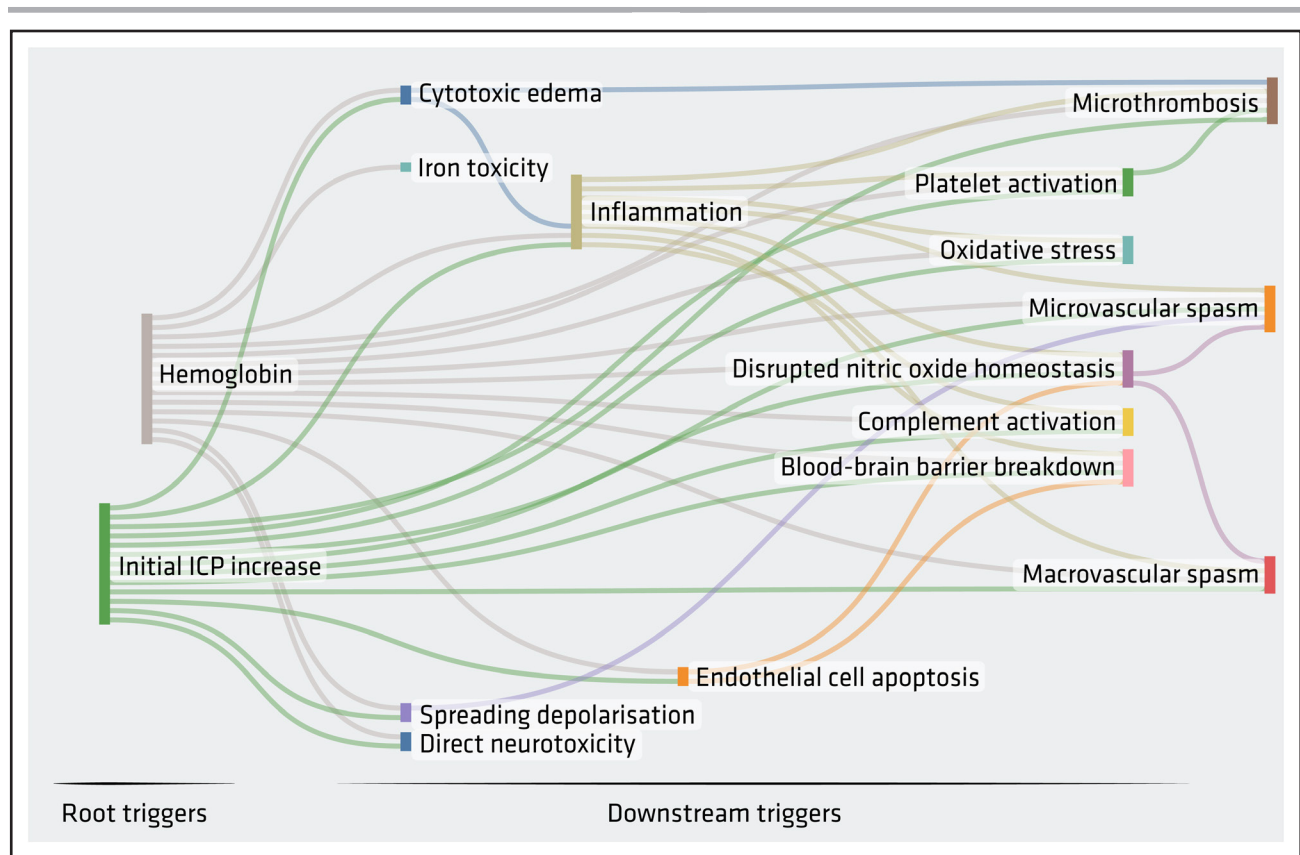 Cytotoxic edema
Microthrombosis
Iron toxicity
Platelet activation
Inflammation
Oxidative stress
Microvascular spasm
Hemoglobin
Disrupted nitric oxide homeostasis
Complement activation
Blood-brain barrier breakdown
Initial ICP increase
Macrovascular spasm
Endothelial cell apoptosis
Spreading depolarisation
Direct neurotoxicity
Root triggers
Downstream triggers